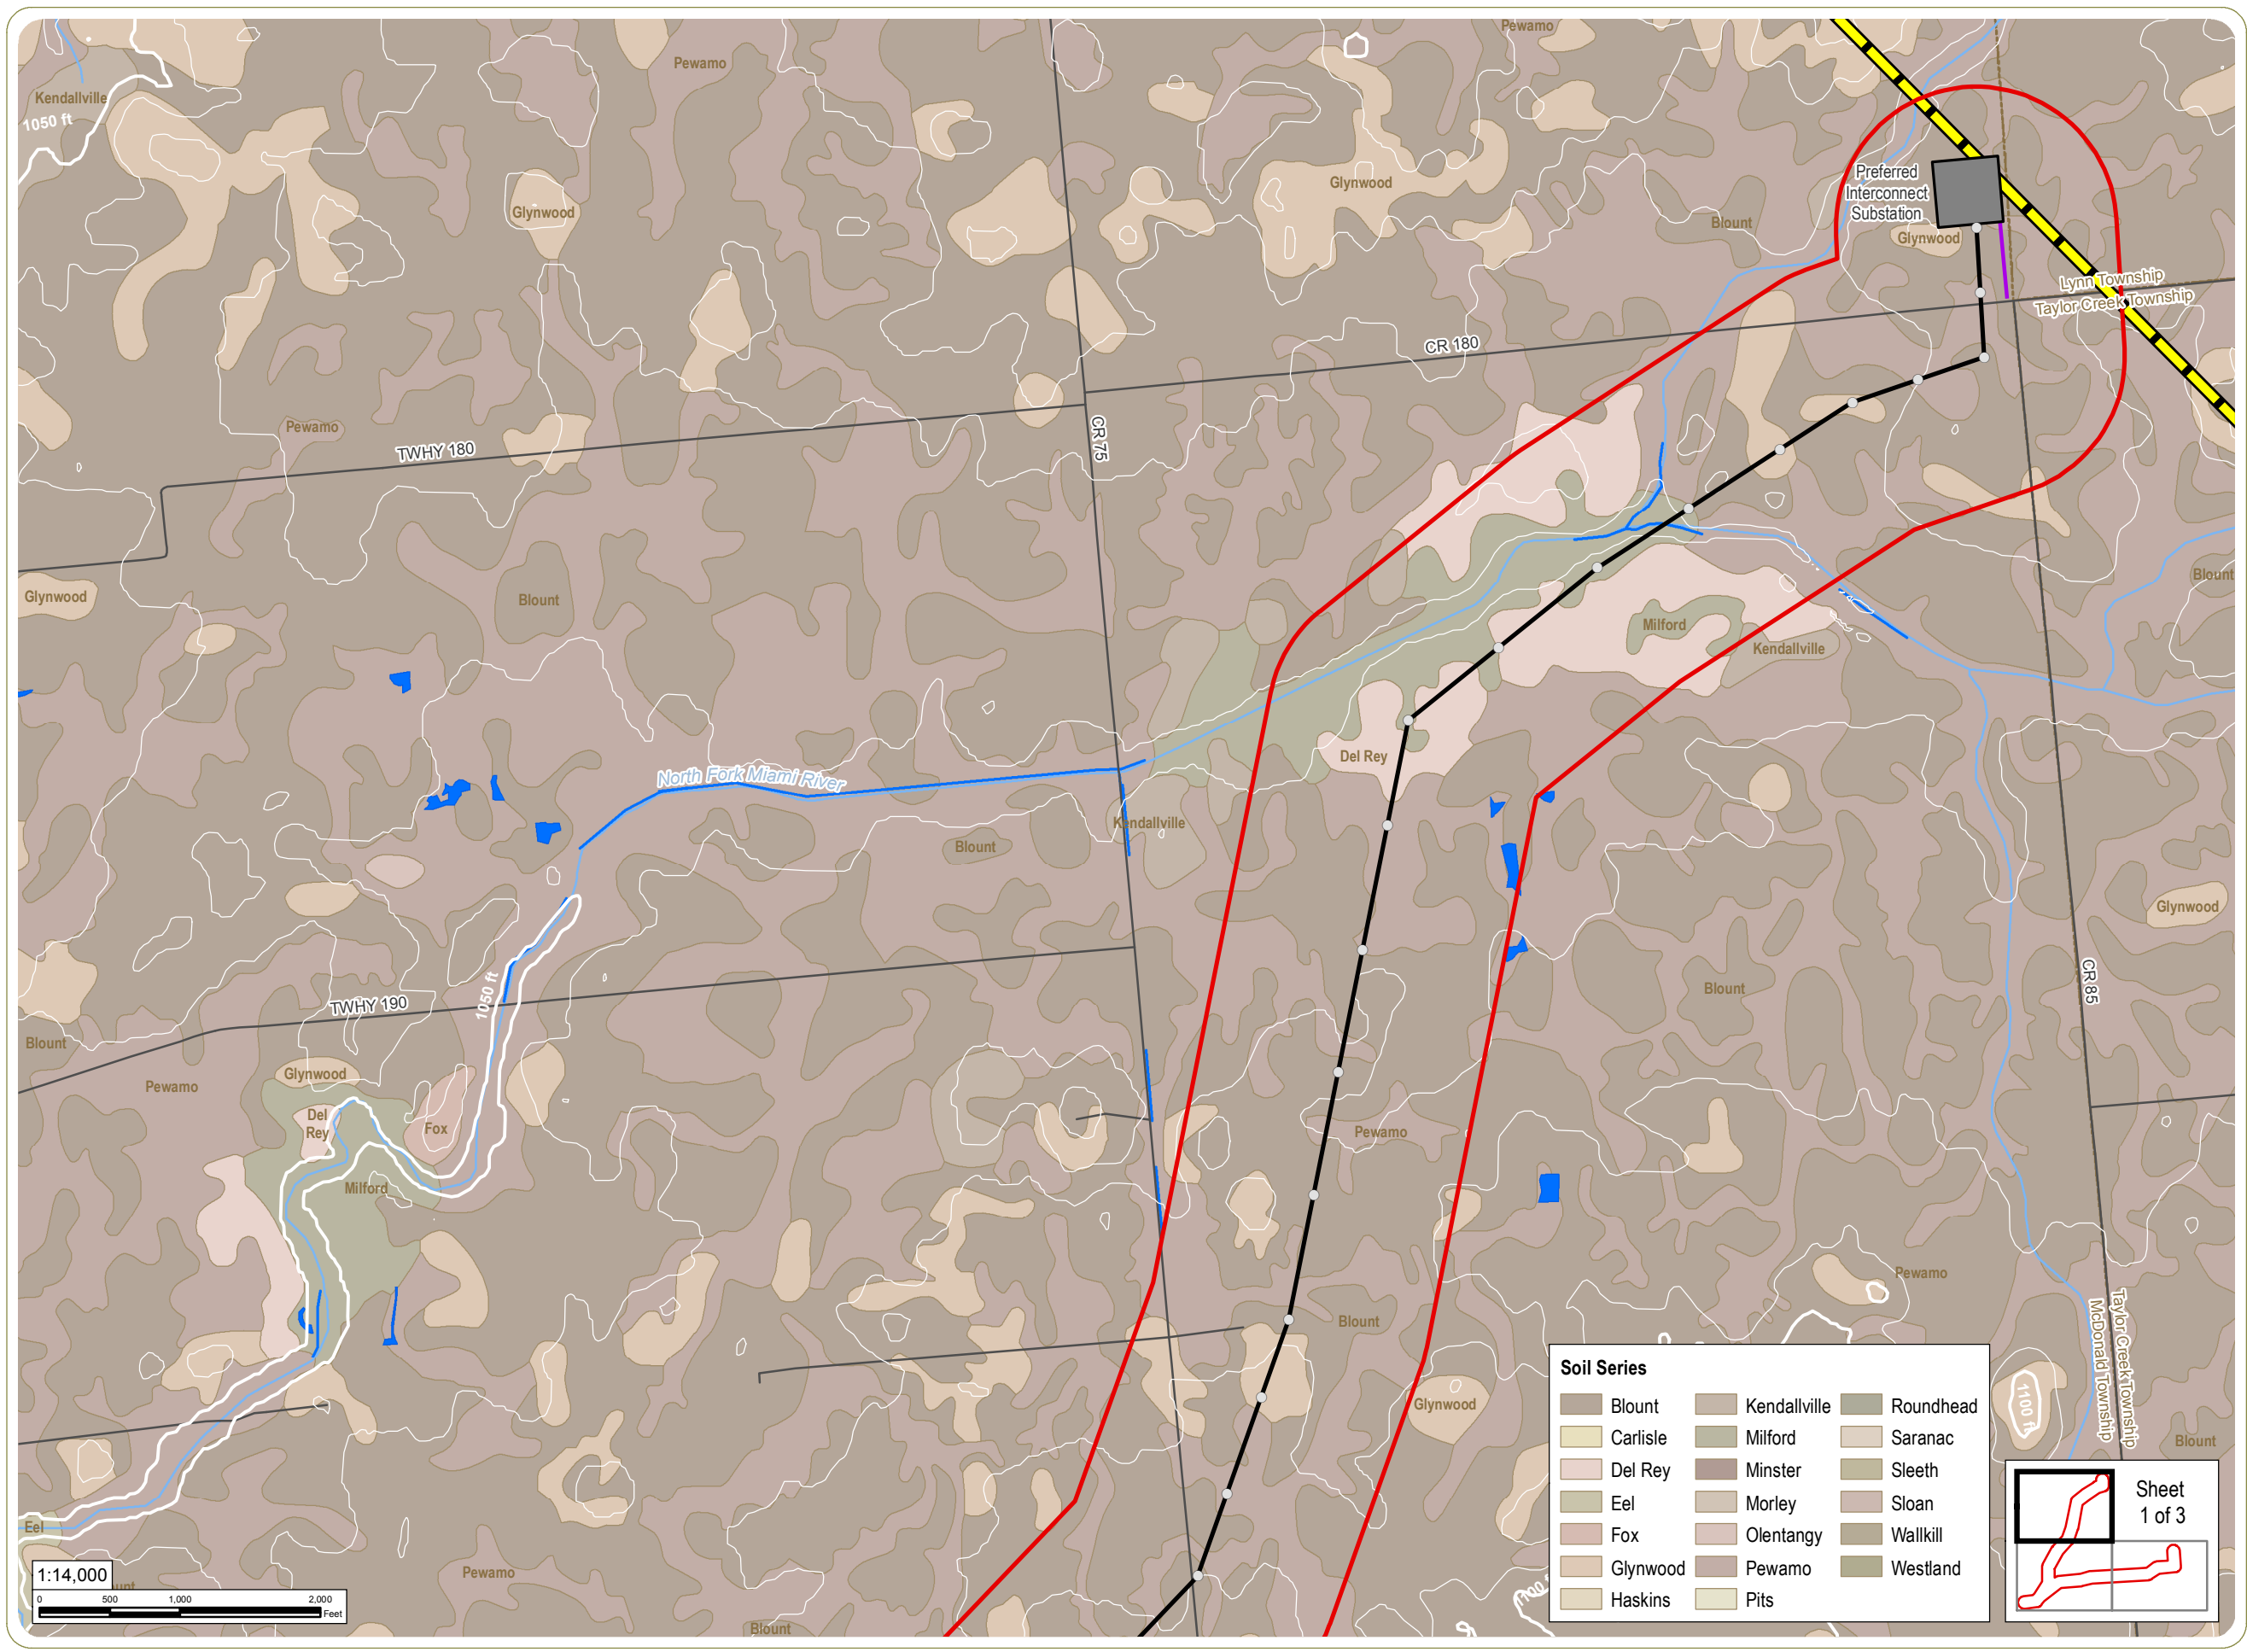 Pewamo
Pewamo
Kendallville
1050 ft
Preferred
Interconnect
Substation
Glynwood
Glynwood
Blount
Glynwood
Lynn Township
Taylor Creek Township
CR 180
Pewamo
TWHY 180
CR 75
Glynwood
Blount
Blount
Milford
Kendallville
Del Rey
North Fork Miami River
Kendallville
Blount
Glynwood
1050 ft
TWHY 190
Blount
CR 85
Blount
Glynwood
Pewamo
Del
Rey
Fox
Pewamo
Milford
Pewamo
Blount
Taylor Creek Township
McDonald Township
Glynwood
1100 ft
Blount
Eel
Pewamo
Blount
1100 f
Soil Series
Blount
Carlisle
Del Rey
Eel
Fox
Glynwood
Haskins
Kendallville
Milford
Minster
Morley
Olentangy
Pewamo
Pits
Roundhead
Saranac
Sleeth
Sloan
Wallkill
Westland
Sheet
1 of 3
1:14,000
0 500 1,000 2,000
Feet